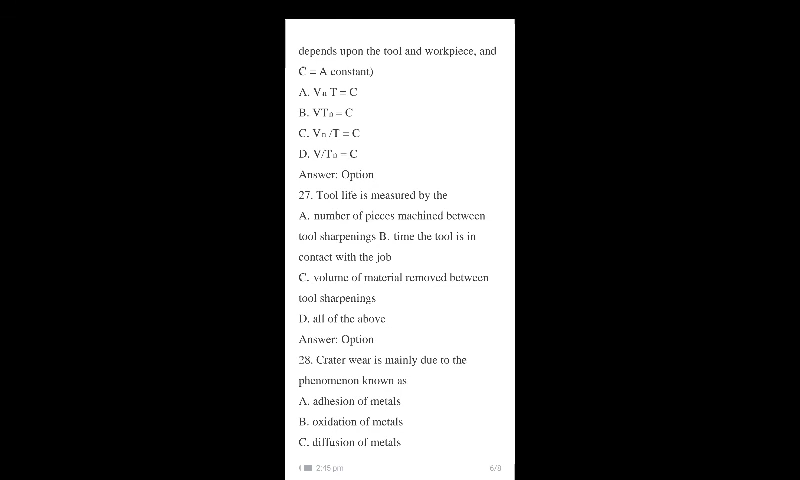 depends upon the tool and workpiece, and
C = A constant)
A. Vn T = C
B. VTn = C
C. Vn /T = C
D. V/Tn = C
Answer: Option
27. Tool life is measured by the
A. number of pieces machined between
tool sharpenings B. time the tool is in
contact with the job
C. volume of material removed between
tool sharpenings
D. all of the above
Answer: Option
28. Crater wear is mainly due to the
phenomenon known as
A. adhesion of metals
B. oxidation of metals
C. diffusion of metals
2:45 pm 6/8